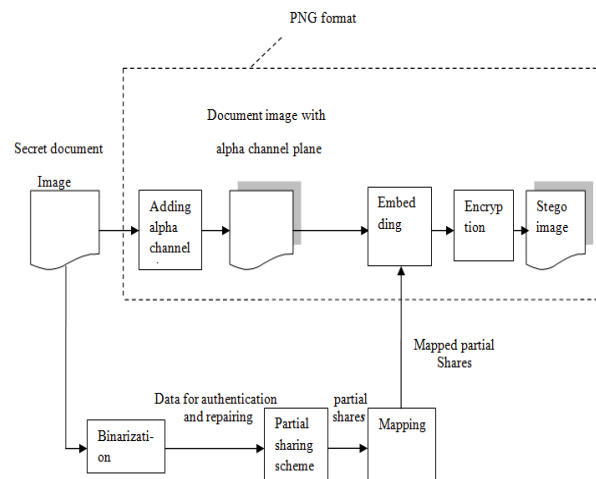 PNG format
Document image with
alpha channel plane
Secret document
Image
Adding
alpha
channel
.
Embed
ding
Encryp
tion
Stego
image
Mapped partial
Shares
Data for authentication
and repairing
partial
shares
Binarizati-
on
Partial
sharing
scheme
Mapping